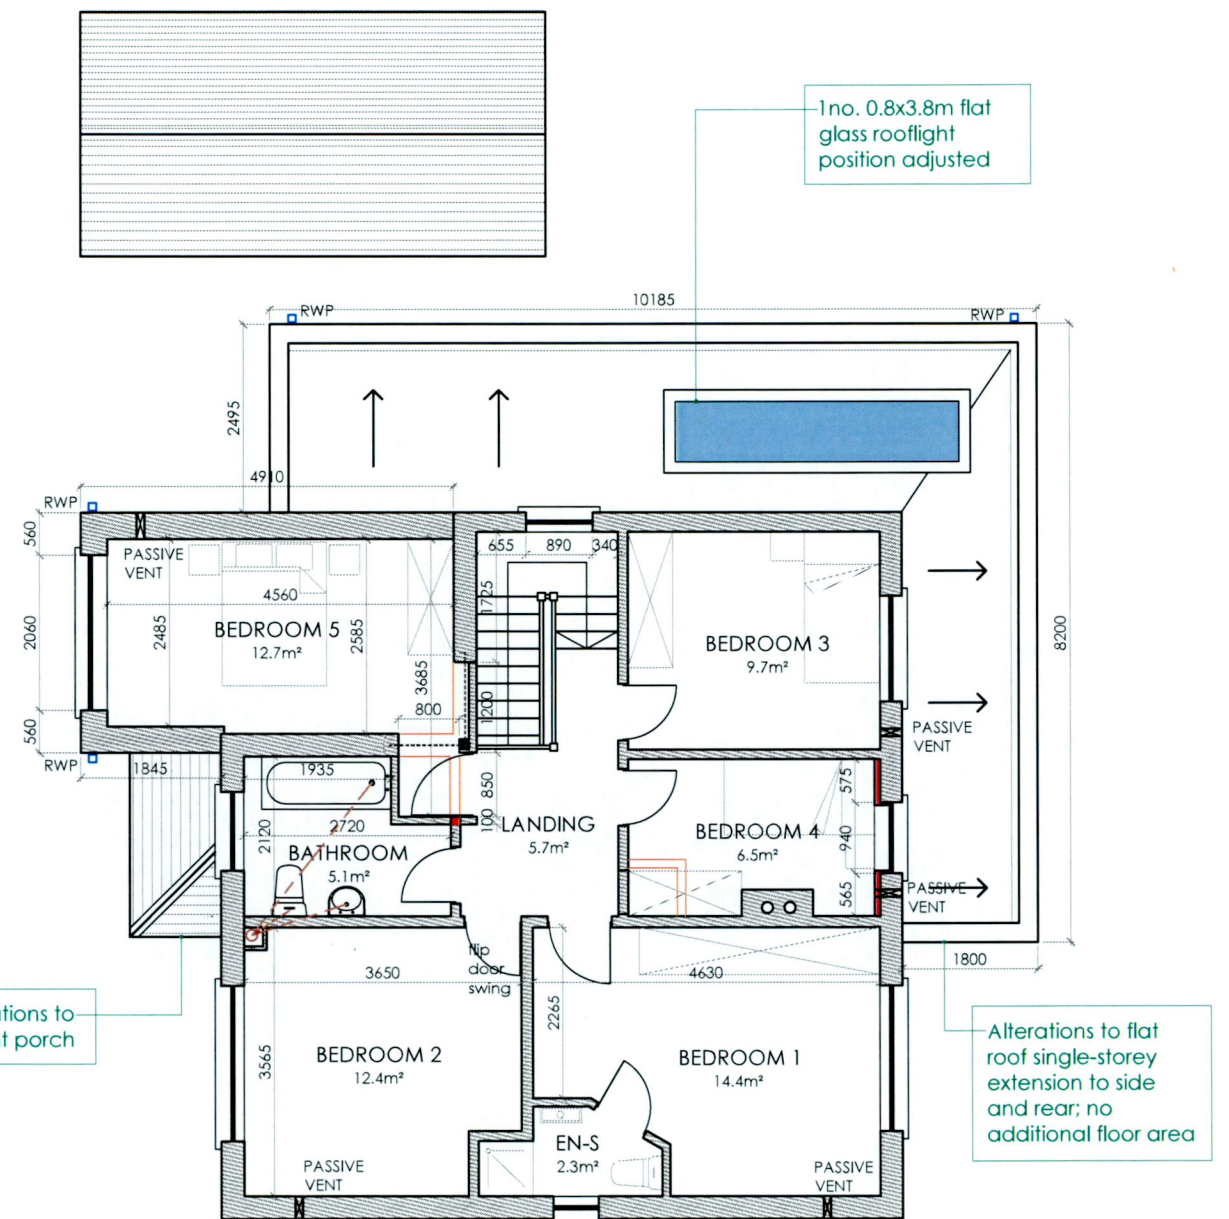 1no. 0.8x3.8m flat
glass rooflight
position adjusted
10185
RWP
RWP
2495
4910
RWP
560
PASSIVE
VENT
655
890
340
1725
4560
BEDROOM 5
12.7m²
2485
2585
2060
3685
800
1200
BEDROOM 3
9.7m²
8200
560
PASSIVE
VENT
RWP
1845
1935
850
575
100
LANDING
5.7m²
2720
2120
BATHROOM
5.1m²
BEDROOM 4
6.5m²
940
565
PASSIVE
VENT
flip
door
swing
3650
4630
1800
2265
tions to
t porch
3565
BEDROOM 2
12.4m²
BEDROOM 1
14.4m²
Alterations to flat
roof single-storey
extension to side
and rear; no
additional floor area
EN-S
2.3m²
PASSIVE
VENT
PASSIVE
VENT